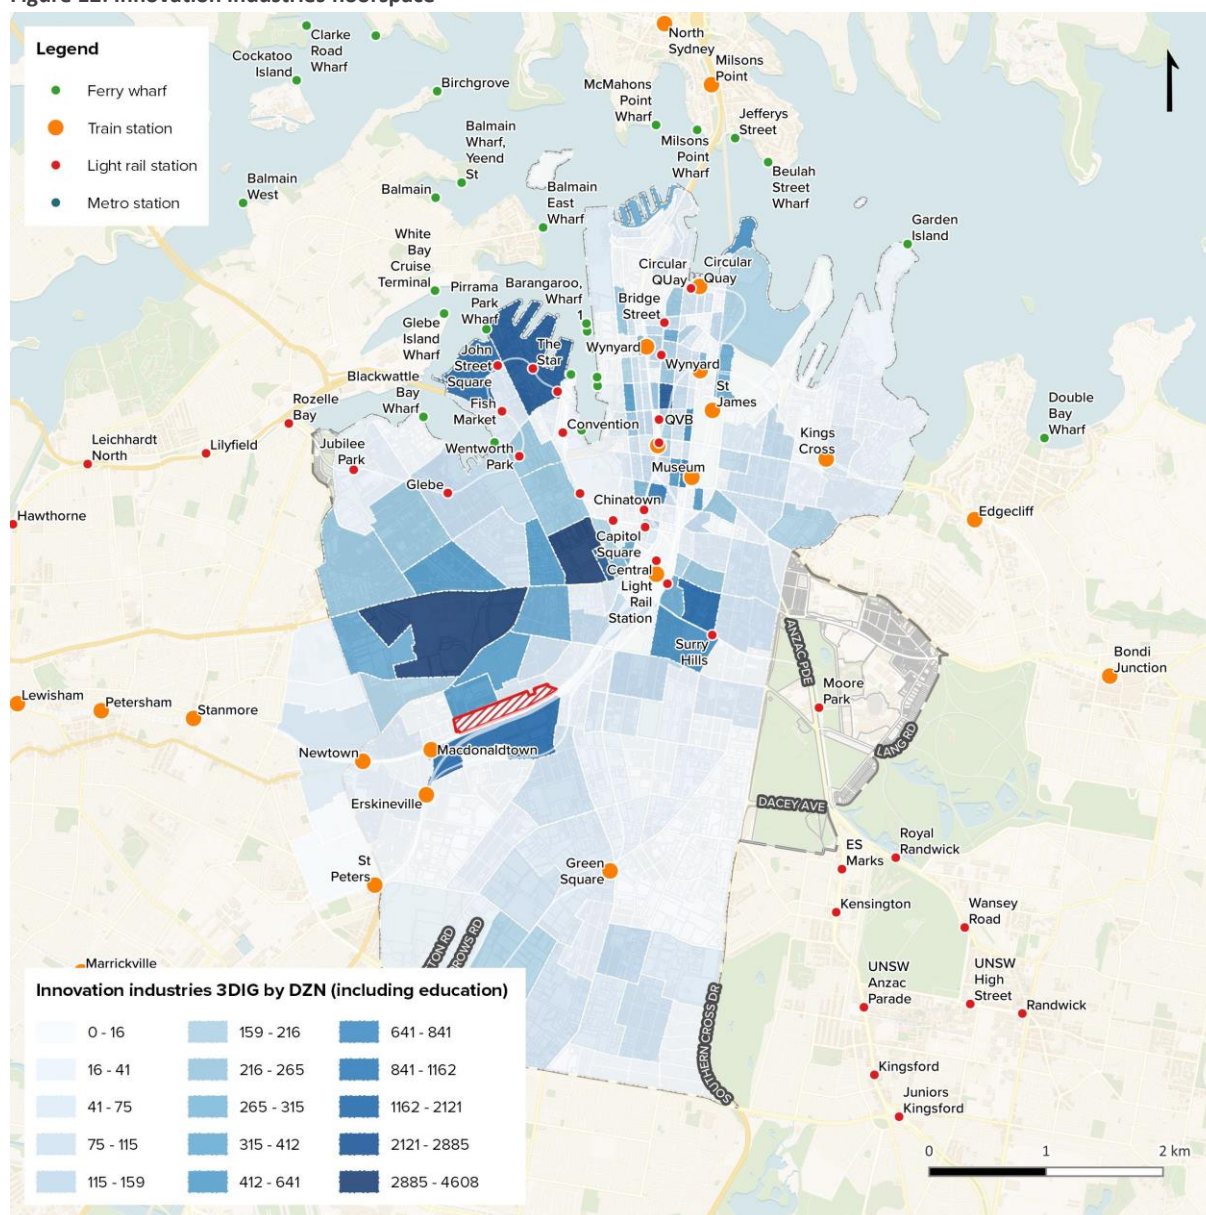 Figure 12: Innovation industries floorspace
Legend
Ferry wharf
Train station
Light rail station
Metro station
Clarke
Road
Wharf
Cockatoo
Island
Birchgrove
North
Sydney
Milsons
Point
McMahons
Point
Wharf
Jefferys
Street
Milsons
Point
Wharf
Beulah
Street
Wharf
Balmain
Wharf,
Yeend
St
Balmain
West
Balmain
Balmain
East
Wharf
Garden
Island
White
Bay
Cruise
Terminal
Circular
QUay
Circular
Quay
Pirrama
Park
Wharf
Barangaroo,
Wharf
1
Bridge
Street
Glebe
Island
Wharf
John
Street
Square
The
Star
Wynyard
Wynyard
St
James
Blackwattle
Bay
Wharf
Fish
Market
Rozelle
Bay
Double
Bay
Wharf
Leichhardt
North
Lilyfield
Jubilee
Park
Convention
QVB
Kings
Cross
Wentworth
Park
Museum
Glebe
Chinatown
Edgecliff
Hawthorne
Capitol
Square
Central
Light
Rail
Station
Surry
Hills
ANZAC PDE
Moore
Park
Bondi
Junction
LANG RD
Lewisham
Petersham
Stanmore
Newtown
Macdonaldtown
Erskineville
DACEY AVE
St
Peters
Green
Square
ES
Marks
Royal
Randwick
Kensington
Wansey
Road
Marrickville
TON RD
ROWS RD
SOUTHERN CROSS DR
UNSW
Anzac
Parade
UNSW
High
Street
Randwick
Kingsford
Juniors
Kingsford
Innovation industries 3DIG by DZN (including education)
0 - 16
16 - 41
41 - 75
75 - 115
115 - 159
159 - 216
216 - 265
265 - 315
315 - 412
412 - 641
641 - 841
841 - 1162
1162 - 2121
2121 - 2885
2885 - 4608
0 1 2 km